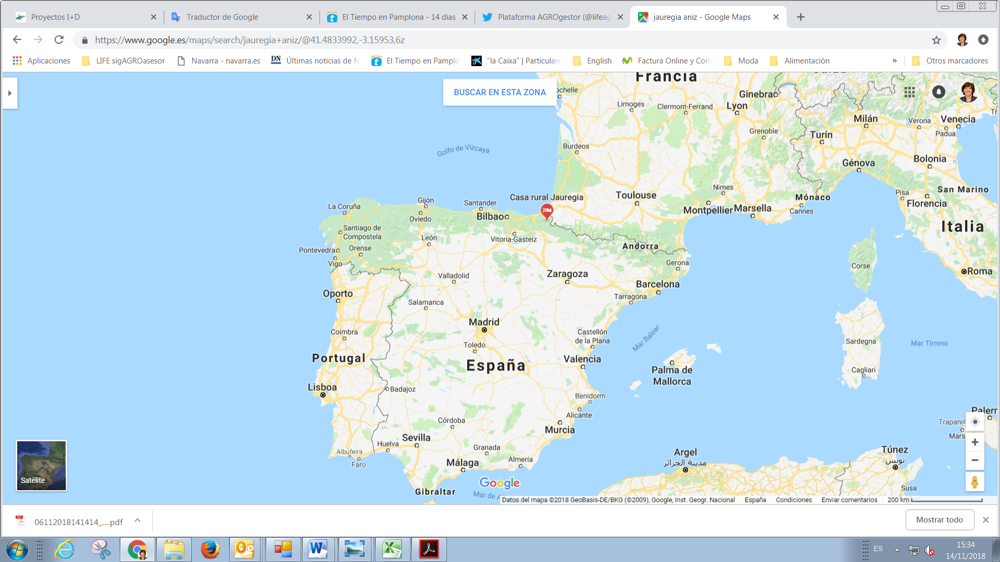 Proyectos I+D
Traductor de Google
El Tiempo en Pamplona - 14 días
Plataforma AGROgestor (@lifeag
jauregia aniz - Google Maps
https://www.google.es/maps/search/jauregia+aniz/@41.4833992,-3.15953,6z
Aplicaciones
LIFE sigAGROasesor
Navarra - navarra.es
DN
Últimas noticias de N
El Tiempo en Pamplo
"la Caixa" | Particulare
English
Factura Online y Con
Moda
Alimentación
»
Otros marcadores
BUSCAR EN ESTA ZONA
Francia
ochelle
Limoges
Clermont-Ferrand
Ginebra
Lyon
Grenoble
Milán
Verona
Venecia
Padua
Turín
Burdeos
Bolonia
Génova
Golfo de Vizcaya
Nimes
San Marino
Toulouse
Mónaco
Pisa
Florencia
Montpellier
Marsella
Cannes
Casa rural Jauregia
Gijón
Santander
La Coruña
Bilbao
Oviedo
Italia
Santiago de
Compostela
León
Vitoria-Gasteiz
Andorra
Orense
Pontevedra
Vigo
Gerona
Corse
Roma
Valladolid
Zaragoza
Barcelona
Oporto
Tarragona
Salamanca
Madrid
Coímbra
Castellón
de la Plana
Mar Balear
Toledo
Sardegna
Mar Tirreno
Portugal
España
Valencia
Palma de
Mallorca
Cagliari
Lisboa
Badajoz
Benidorm
Alicante
Córdoba
Murcia
Palerm
Trapani
Mars
Sevilla
Huelva
Granada
Albufeira
Faro
Málaga
Almería
Argel
مدينة الجزائر
Túnez
تونس
Susa
Gibraltar
Mar de A
Google
Satélite
Datos del mapa ©2018 GeoBasis-DE/BKG (©2009), Google, Inst. Geogr. Nacional
España
Condiciones
Enviar comentarios
200 km
06112018141414_....pdf
Mostrar todo
ES
15:34
14/11/2018